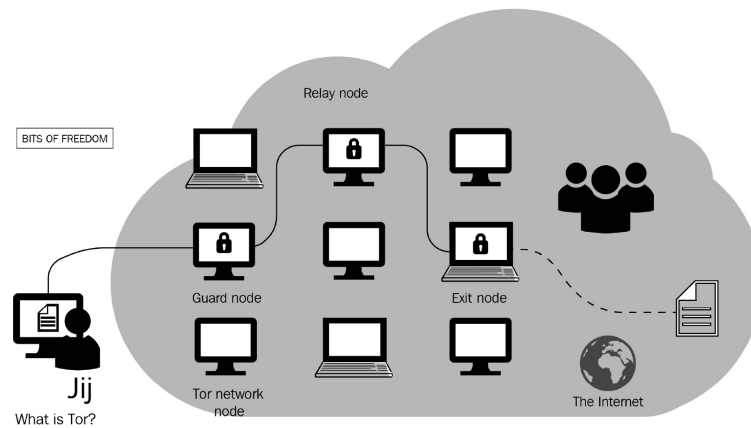 Relay node
BITS OF FREEDOM
Guard node
Exit node
Jij
Tor network
node
The Internet
What is Tor?